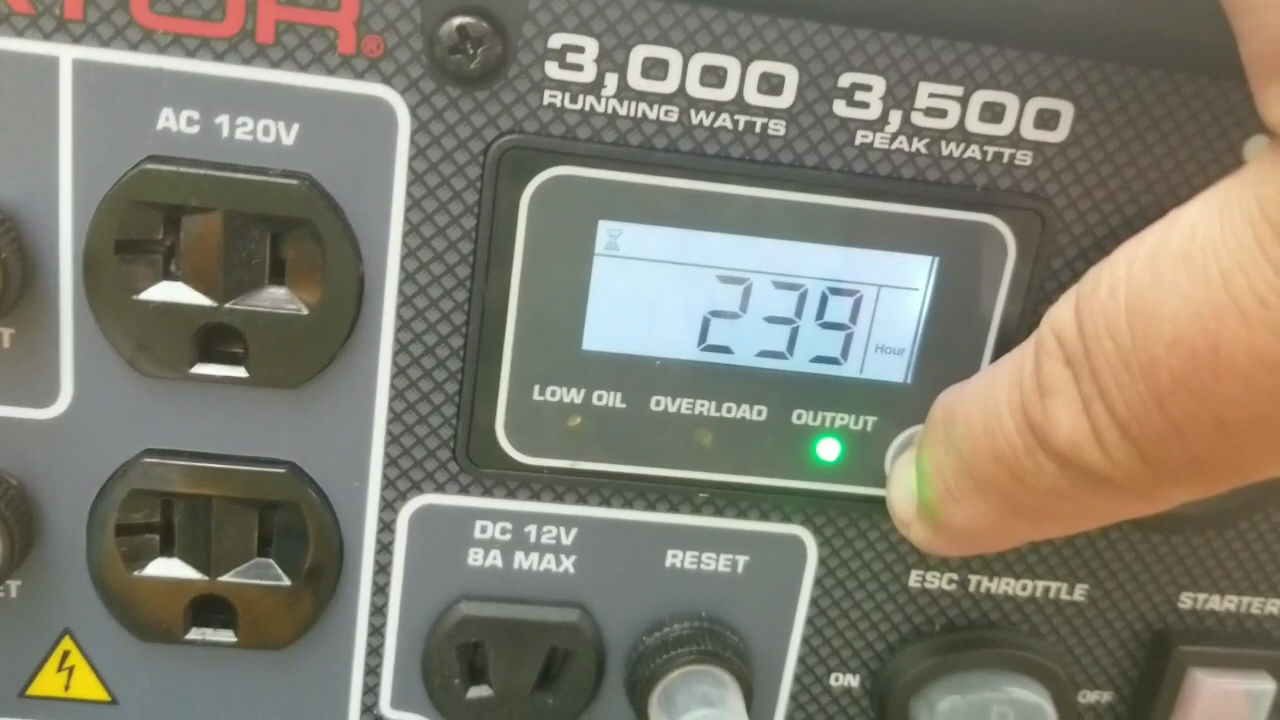 ®
AC 120V
3,000
RUNNING WATTS
3,500
PEAK WATTS
239
Hour
LOW OIL
OVERLOAD
OUTPUT
DC 12V
8A MAX
RESET
ESC THROTTLE
STARTER
ON
OFF